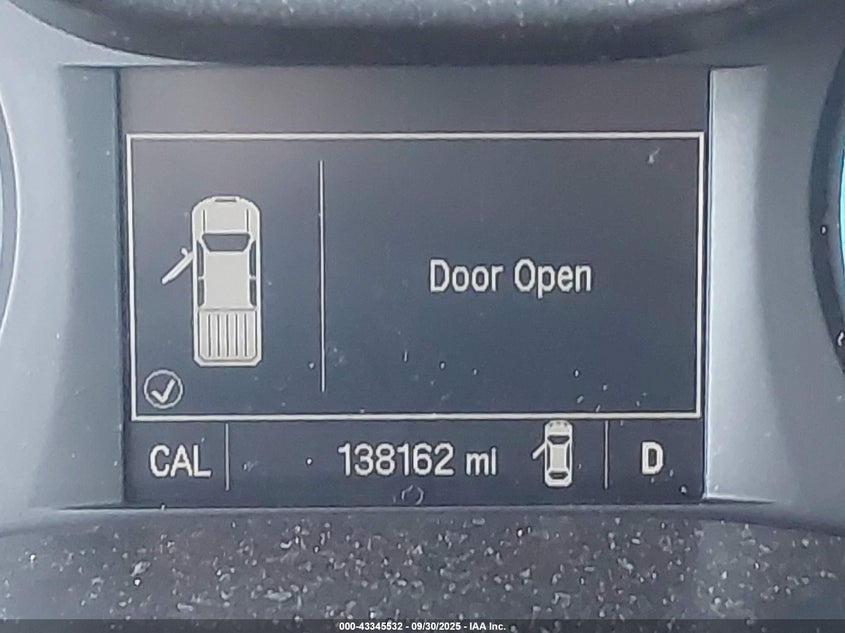 Door Open
CAL 138162 mi D
000-43345532 - 09/30/2025 - IAA Inc.